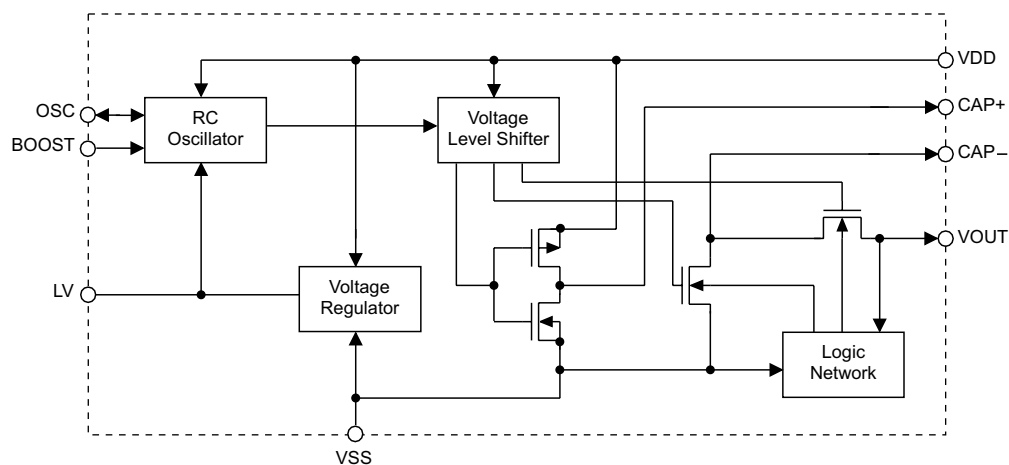 VDD
OSC
RC
Oscillator
Voltage
Level Shifter
CAP+
BOOST
CAP–
VOUT
LV
Voltage
Regulator
Logic
Network
VSS